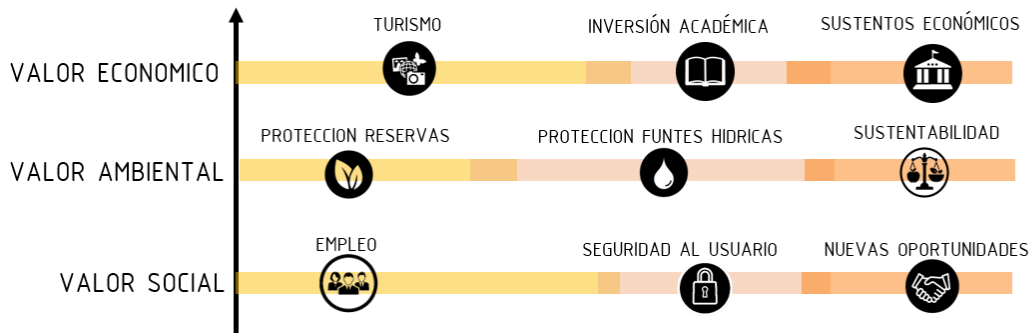 TURISMO
INVERSIÓN ACADÉMICA
SUSTENTOS ECONÓMICOS
VALOR ECONOMICO
PROTECCION RESERVAS
PROTECCION FUNTES HIDRICAS
SUSTENTABILIDAD
VALOR AMBIENTAL
EMPLEO
SEGURIDAD AL USUARIO
NUEVAS OPORTUNIDADES
VALOR SOCIAL